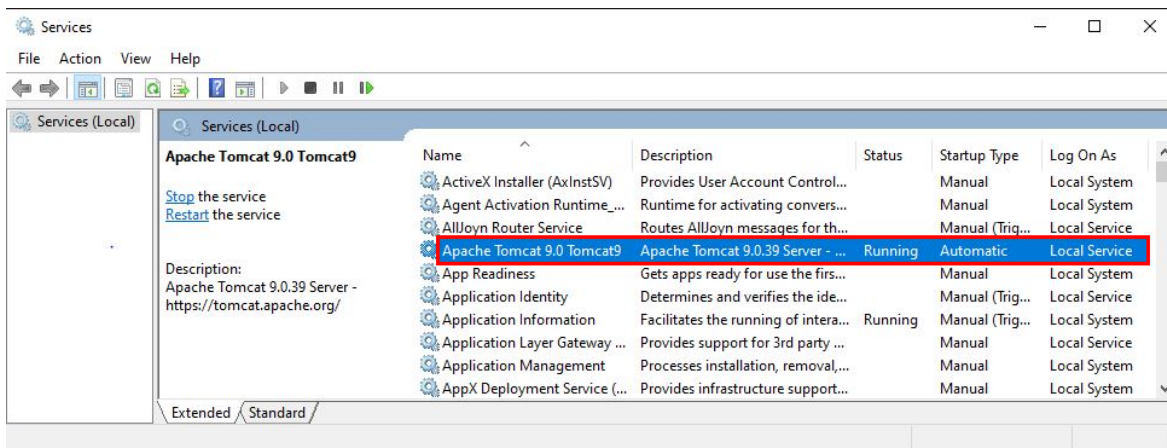 Services
File Action View Help
Services (Local)
Services (Local)
Apache Tomcat 9.0 Tomcat9
Stop the service
Restart the service
Description:
Apache Tomcat 9.0.39 Server -
https://tomcat.apache.org/
Name Description Status Startup Type Log On As
ActiveX Installer (AxInstSV) Provides User Account Control... Manual Local System
Agent Activation Runtime_... Runtime for activating convers... Manual Local System
AllJoyn Router Service Routes AllJoyn messages for th... Manual (Trig... Local Service
Apache Tomcat 9.0 Tomcat9 Apache Tomcat 9.0.39 Server - ... Running Automatic Local Service
App Readiness Gets apps ready for use the firs... Manual Local System
Application Identity Determines and verifies the ide... Manual (Trig... Local Service
Application Information Facilitates the running of intera... Running Manual (Trig... Local System
Application Layer Gateway ... Provides support for 3rd party ... Manual Local Service
Application Management Processes installation, removal,... Manual Local System
AppX Deployment Service (... Provides infrastructure support... Manual Local System
Extended Standard